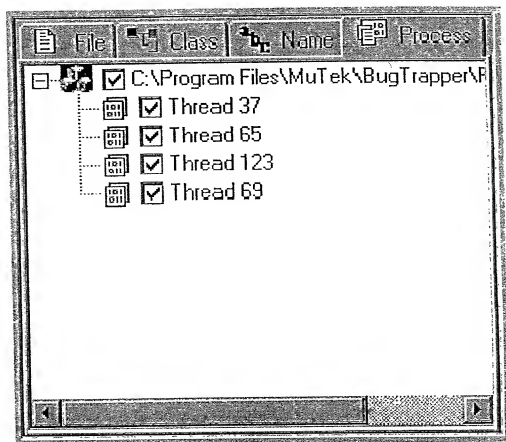 File Class Name Process
C:\Program Files\MuTek\BugTrapper\
Thread 37
Thread 65
Thread 123
Thread 69